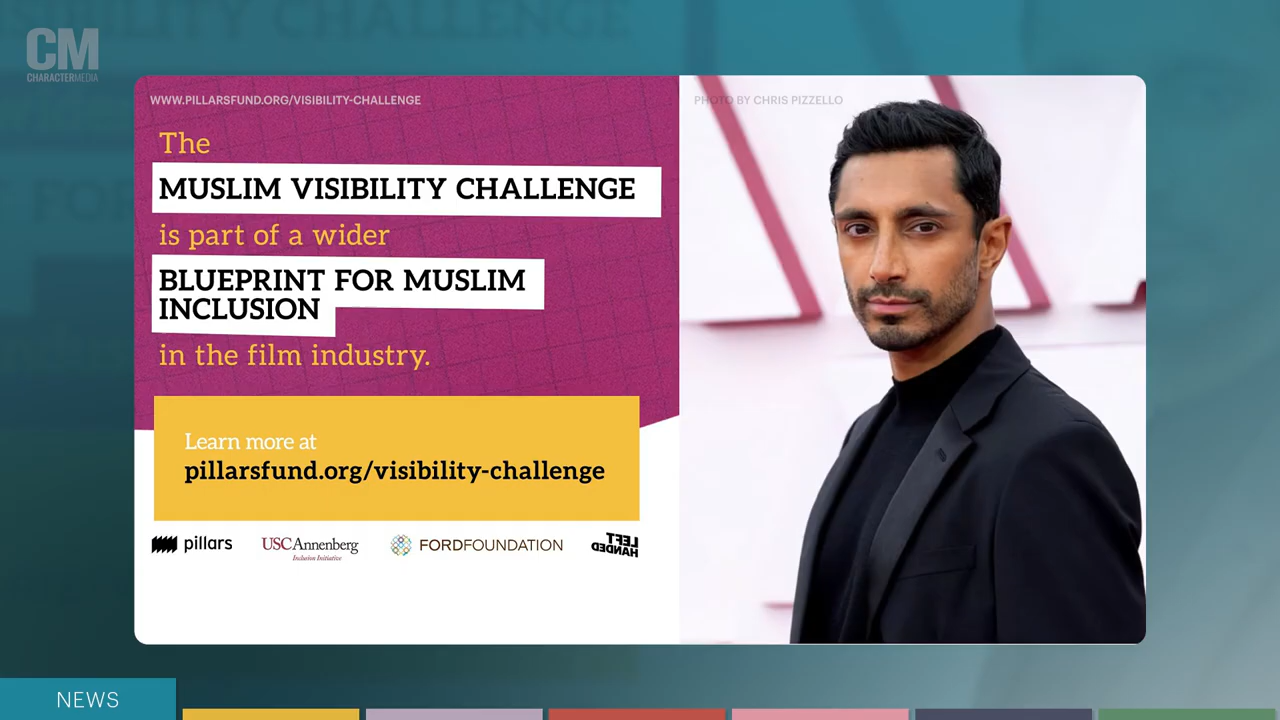 CM
CHARACTERMEDIA
WWW.PILLARSFUND.ORG/VISIBILITY-CHALLENGE
The
MUSLIM VISIBILITY CHALLENGE
is part of a wider
BLUEPRINT FOR MUSLIM
INCLUSION
in the film industry.
Learn more at
pillarsfund.org/visibility-challenge
pillars
USCAnnenberg
Inclusion Initiative
FORDFOUNDATION
LEFT
HANDED
PHOTO BY CHRIS PIZZELLO
NEWS